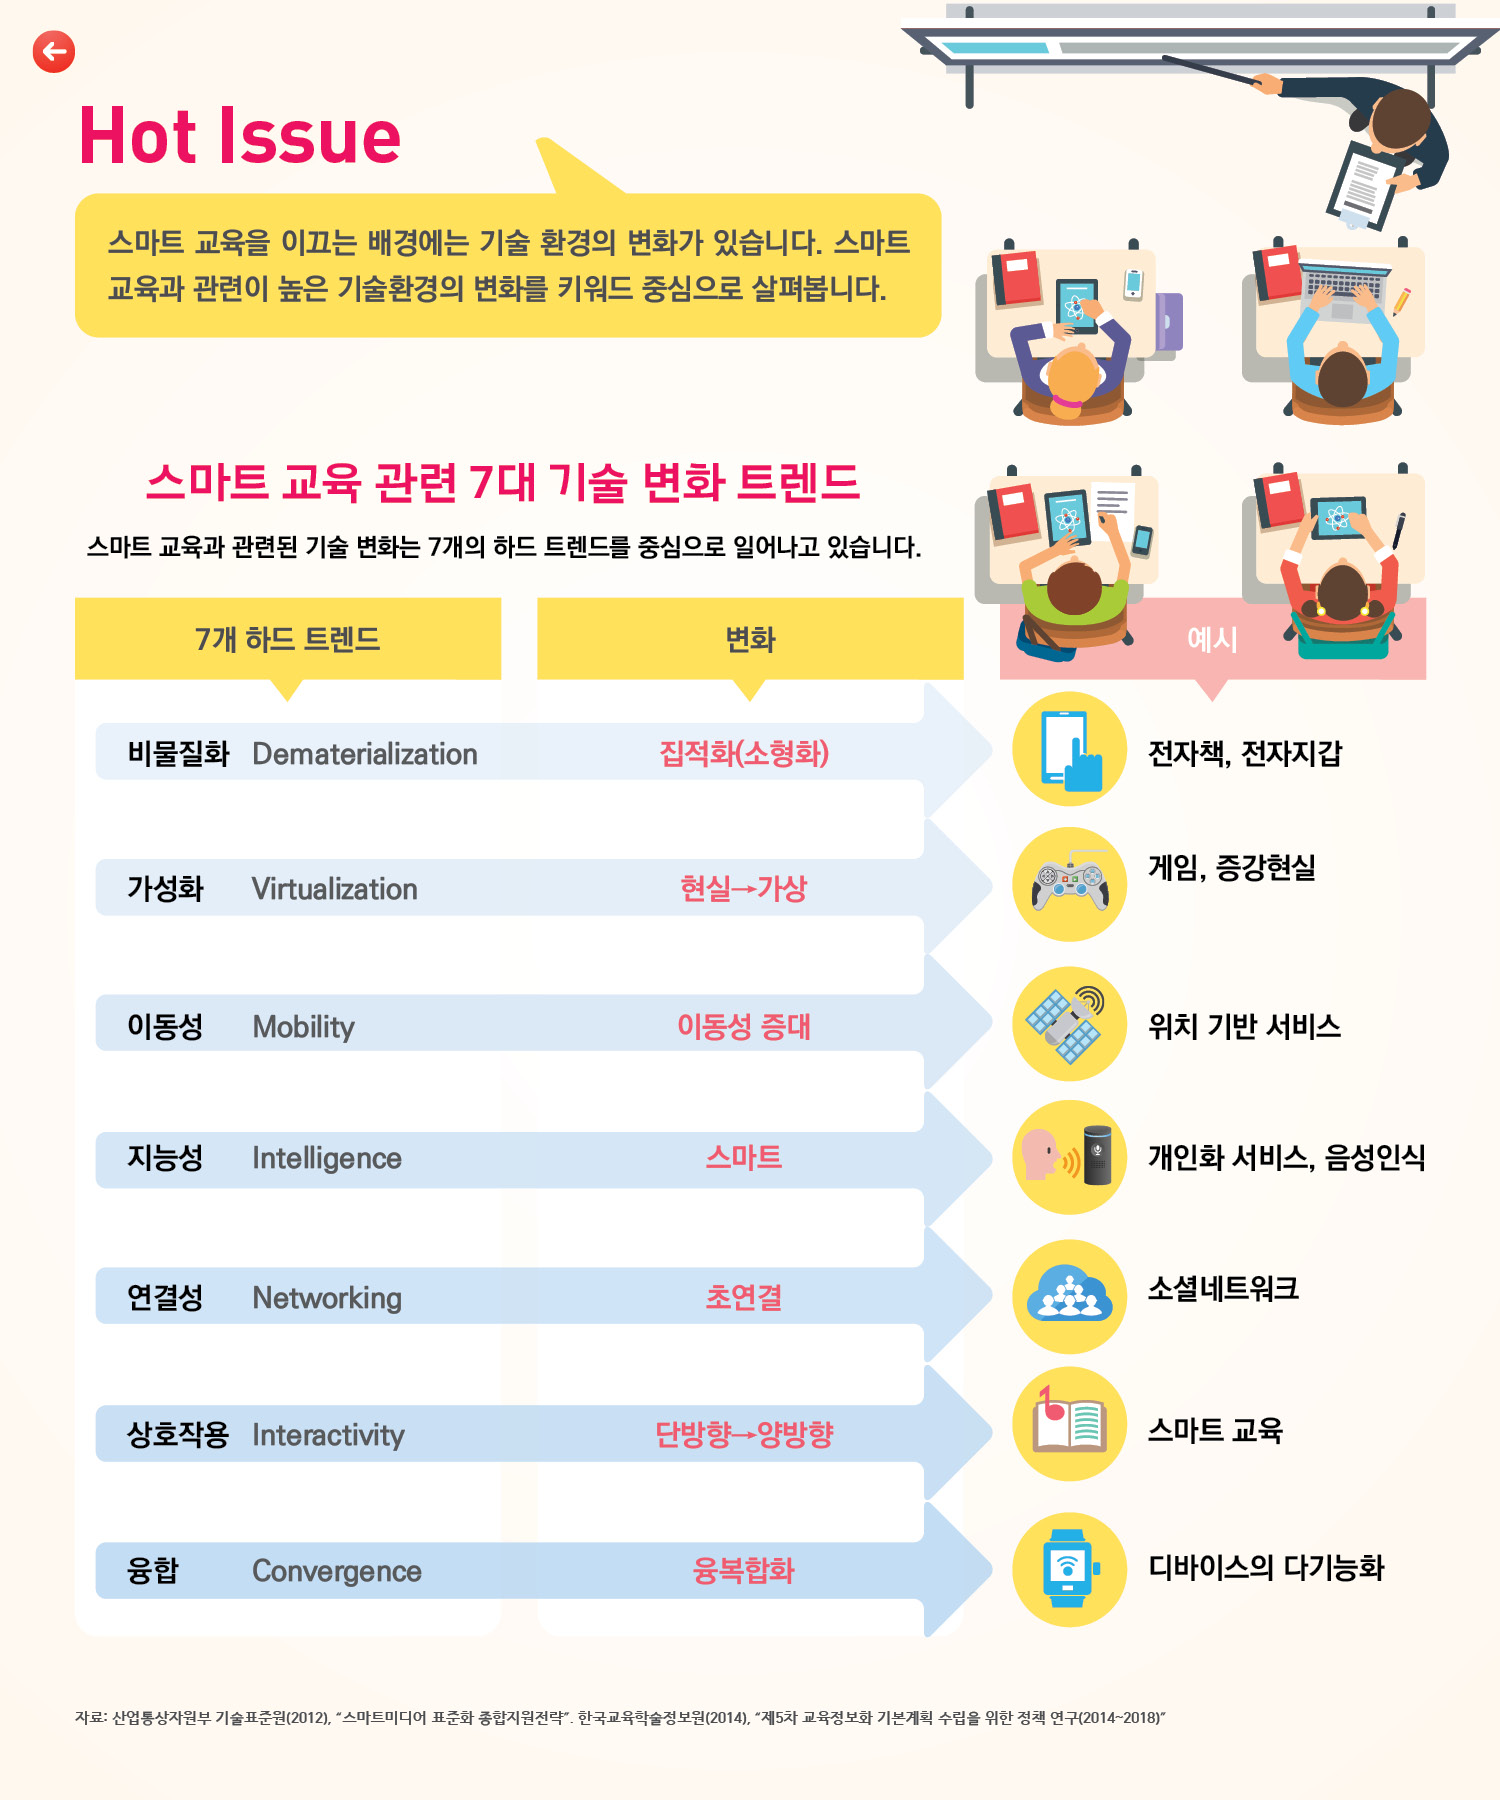 Hot Issue
스마트 교육을 이끄는 배경에는 기술 환경의 변화가 있습니다. 스마트
교육과 관련이 높은 기술환경의 변화를 키워드 중심으로 살펴봅니다.
스마트 교육 관련 7대 기술 변화 트렌드
스마트 교육과 관련된 기술 변화는 7개의 하드 트렌드를 중심으로 일어나고 있습니다.
7개 하드 트렌드 변화 예시
비물질화 Dematerialization 집적화(소형화) 전자책, 전자지갑
가성화 Virtualization 현실→가상 게임, 증강현실
이동성 Mobility 이동성 증대 위치 기반 서비스
지능성 Intelligence 스마트 개인화 서비스, 음성인식
연결성 Networking 초연결 소셜네트워크
상호작용 Interactivity 단방향→양방향 스마트 교육
융합 Convergence 융복합화 디바이스의 다기능화
자료: 산업통상자원부 기술표준원(2012), “스마트미디어 표준화 종합지원전략”. 한국교육학술정보원(2014), “제5차 교육정보화 기본계획 수립을 위한 정책 연구(2014~2018)”